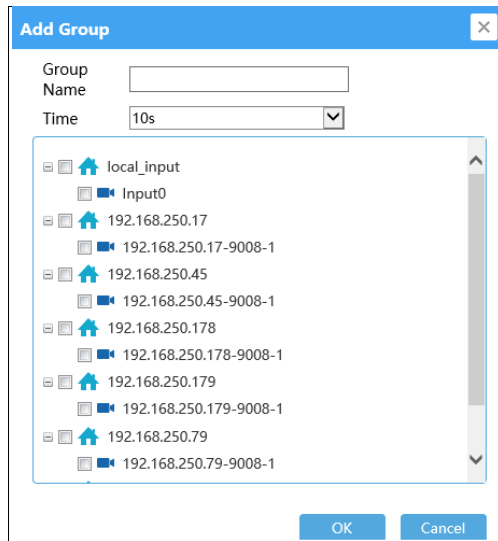 Add Group
Group
Name
Time
10s
local_input
Input0
192.168.250.17
192.168.250.17-9008-1
192.168.250.45
192.168.250.45-9008-1
192.168.250.178
192.168.250.178-9008-1
192.168.250.179
192.168.250.179-9008-1
192.168.250.79
192.168.250.79-9008-1
OK Cancel